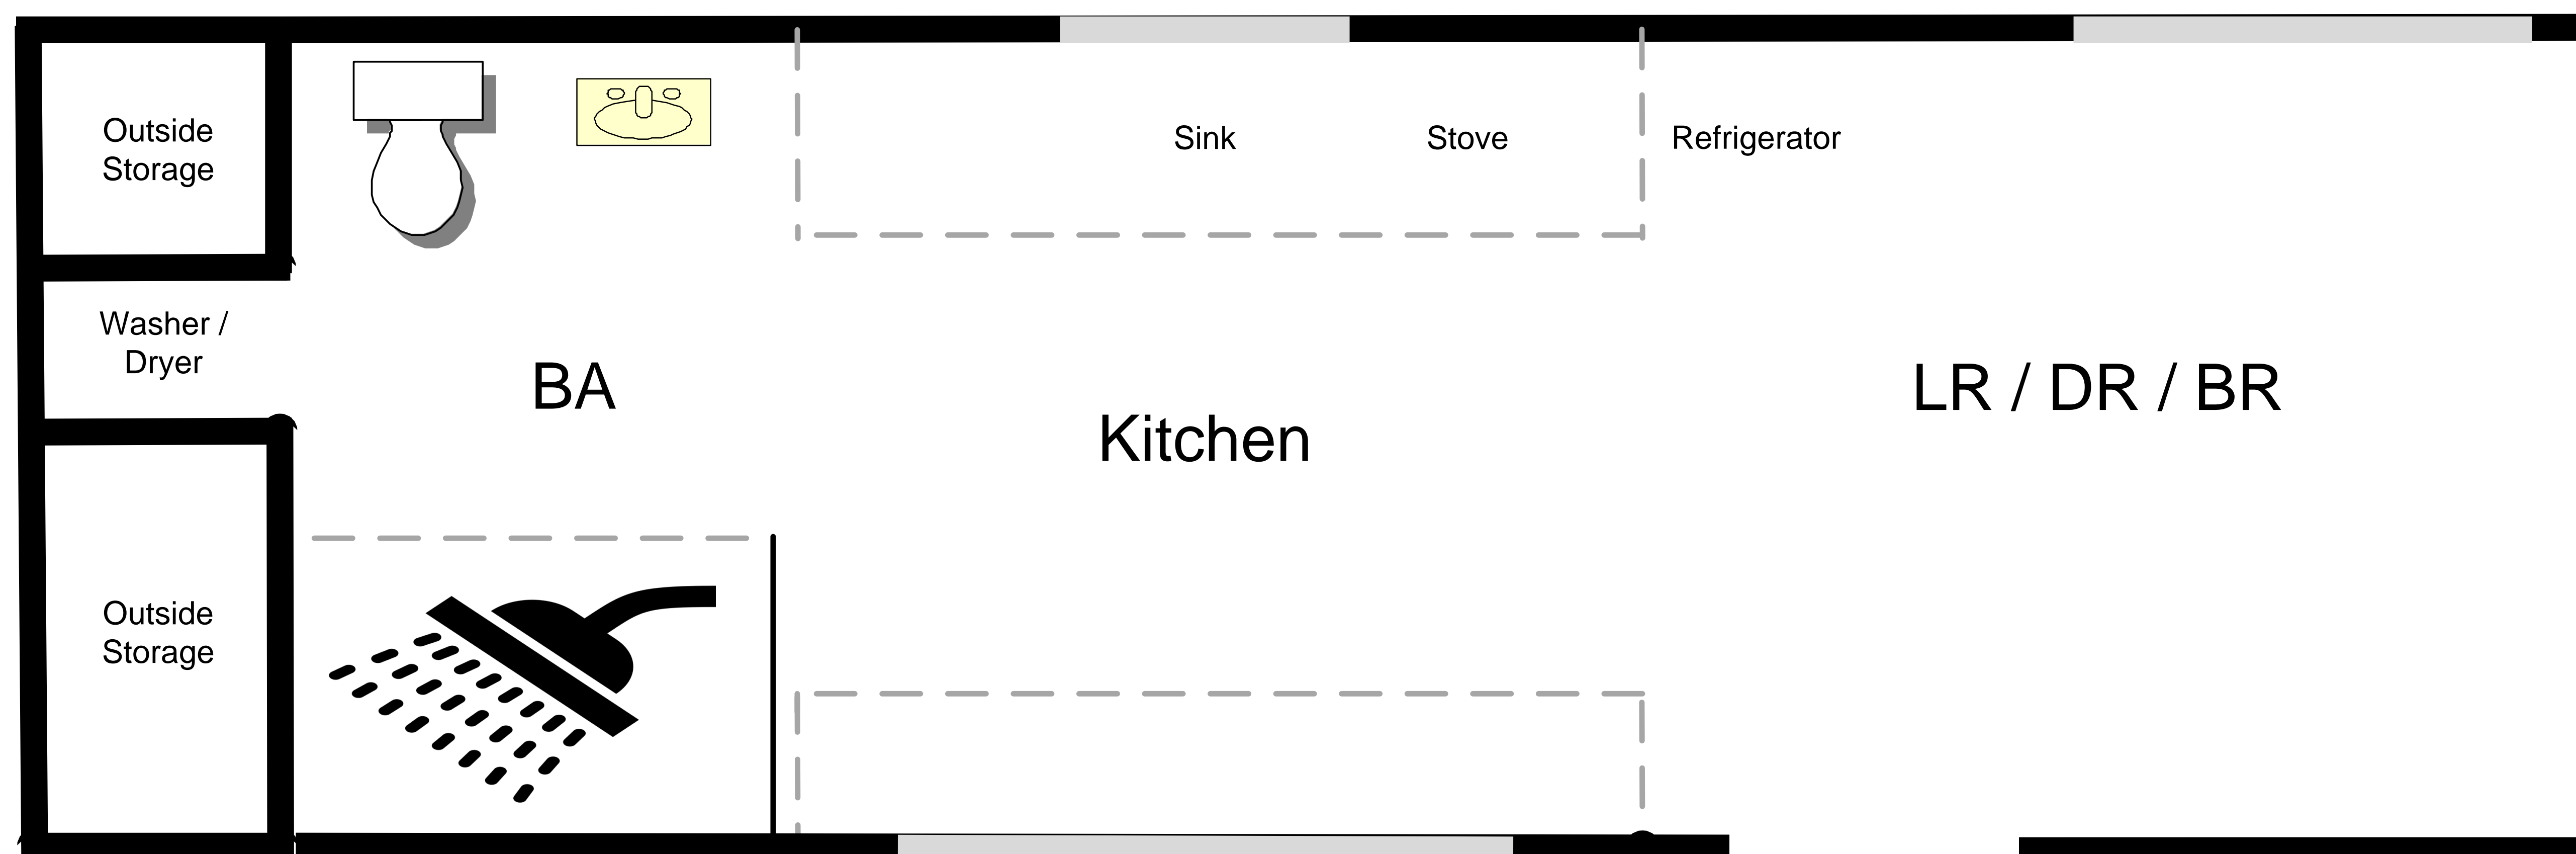 Outside
Storage
Sink
Stove
Refrigerator
Washer /
Dryer
BA
Kitchen
LR / DR / BR
Outside
Storage